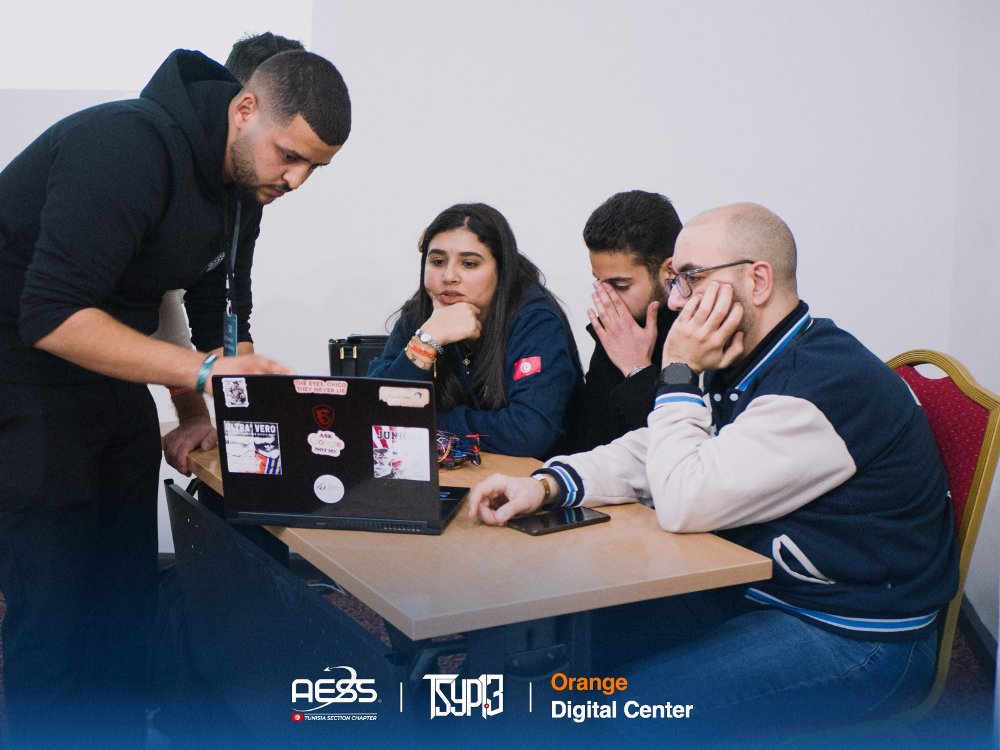 THE EYES, CHICO
THEY NEVER LIE
ULTRA' VERO
ASK
Google
NOT ME
AESS
TUNISIA SECTION CHAPTER
TSYP13
Orange
Digital Center